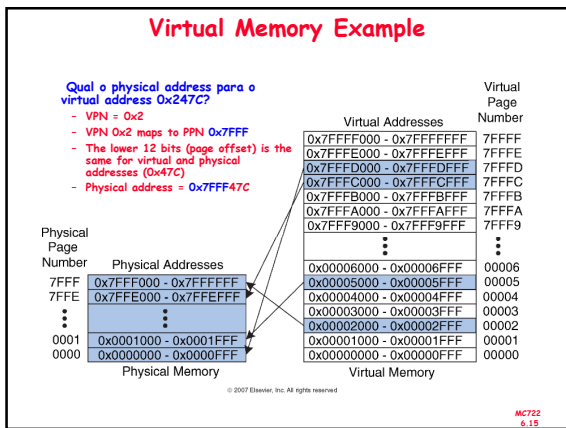 Virtual Memory Example
Qual o physical address para o
virtual address 0x247C?
- VPN = 0x2
- VPN 0x2 maps to PPN 0x7FFF
- The lower 12 bits (page offset) is the
same for virtual and physical
addresses (0x47C)
- Physical address = 0x7FFF47C
Physical
Page
Number
Physical Addresses
7FFF 0x7FFF000 - 0x7FFFFFF
7FFE 0x7FFE000 - 0x7FFEFFF
0001 0x0001000 - 0x0001FFF
0000 0x0000000 - 0x0000FFF
Physical Memory
Virtual
Page
Number
Virtual Addresses
0x7FFFF000 - 0x7FFFFFFF 7FFFF
0x7FFFE000 - 0x7FFFEFFF 7FFFE
0x7FFFD000 - 0x7FFFDFFF 7FFFD
0x7FFFC000 - 0x7FFFCFFF 7FFFC
0x7FFFB000 - 0x7FFFBFFF 7FFFB
0x7FFFA000 - 0x7FFFAFFF 7FFFA
0x7FFF9000 - 0x7FFF9FFF 7FFF9
0x00006000 - 0x00006FFF 00006
0x00005000 - 0x00005FFF 00005
0x00004000 - 0x00004FFF 00004
0x00003000 - 0x00003FFF 00003
0x00002000 - 0x00002FFF 00002
0x00001000 - 0x00001FFF 00001
0x00000000 - 0x00000FFF 00000
Virtual Memory
© 2007 Elsevier, Inc. All rights reserved
MC722
6.15